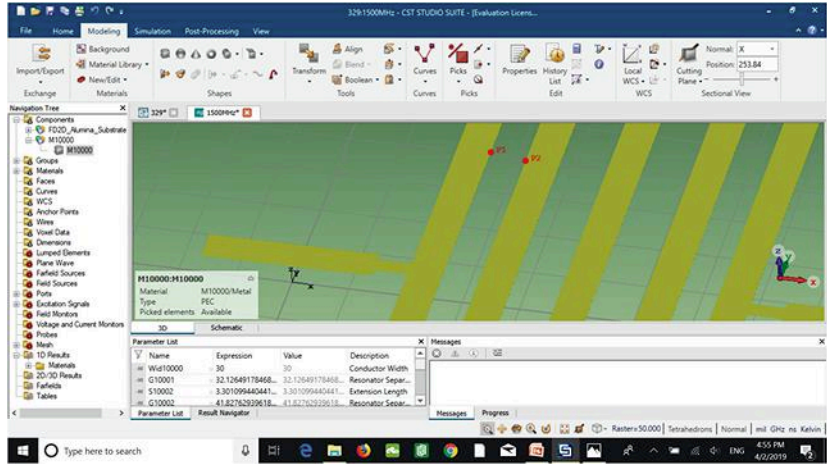 329:1500MHz - CST STUDIO SUITE - [Evaluation Licens...
File Home Modeling Simulation Post-Processing View
Import/Export
Background
Material Library
New/Edit
Transform
Align
Blend
Boolean
Curves
Picks
Properties
History
List
Local
WCS
Cutting
Plane
Normal: X
Position: 253.84
Exchange Materials Shapes Tools Curves Picks Edit WCS Sectional View
Navigation Tree
329* 1500MHz*
Components
FD2D_Alumina_Substrate
M10000
M10000
Groups
Materials
Faces
Curves
WCS
Anchor Points
Wires
Voxel Data
Dimensions
Lumped Elements
Plane Wave
Farfield Sources
Field Sources
Ports
Excitation Signals
Field Monitors
Voltage and Current Monitors
Probes
Mesh
1D Results
Materials
2D/3D Results
Farfields
Tables
P1
P2
y
x
z
y
x
M10000:M10000
Material M10000/Metal
Type PEC
Picked elements Available
3D Schematic
Parameter List
Name Expression Value Description
Wid10000 = 30 30 Conductor Width
G10001 = 32.12649178468... 32.12649178468... Resonator Separ...
S10002 = 3.301099440441... 3.301099440441... Extension Length
G10002 = 41.82762939618... 41.82762939618... Resonator Separ...
Parameter List Result Navigator
Messages
Messages Progress
Raster=50.000 Tetrahedrons Normal mil GHz ns Kelvin
Type here to search
ENG
4:55 PM
4/2/2019